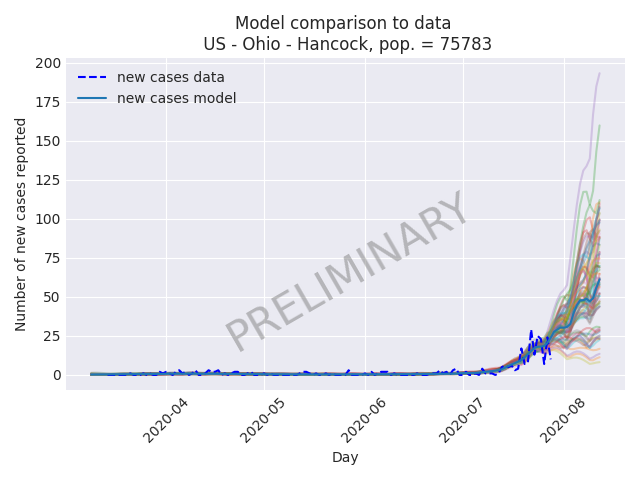 Model comparison to data
US - Ohio - Hancock, pop. = 75783
new cases data
new cases model
Number of new cases reported
200
175
150
125
100
75
50
25
0
PRELIMINARY
2020-04
2020-05
2020-06
2020-07
2020-08
Day